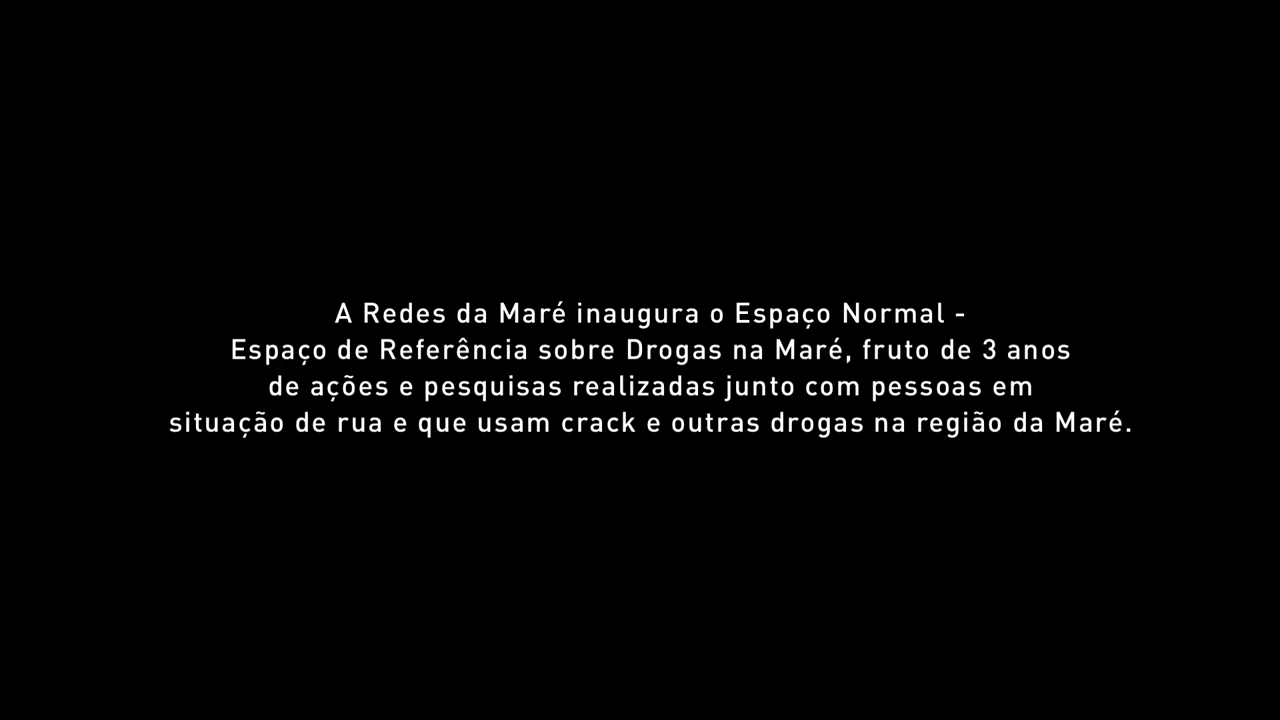 A Redes da Maré inaugura o Espaço Normal -
Espaço de Referência sobre Drogas na Maré, fruto de 3 anos
de ações e pesquisas realizadas junto com pessoas em
situação de rua e que usam crack e outras drogas na região da Maré.